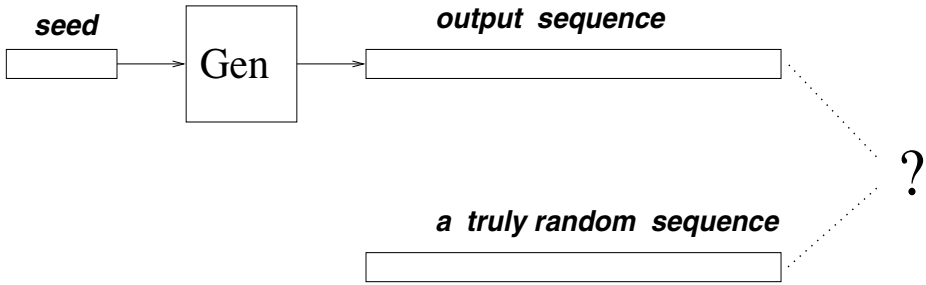 seed
output sequence
Gen
?
a truly random sequence